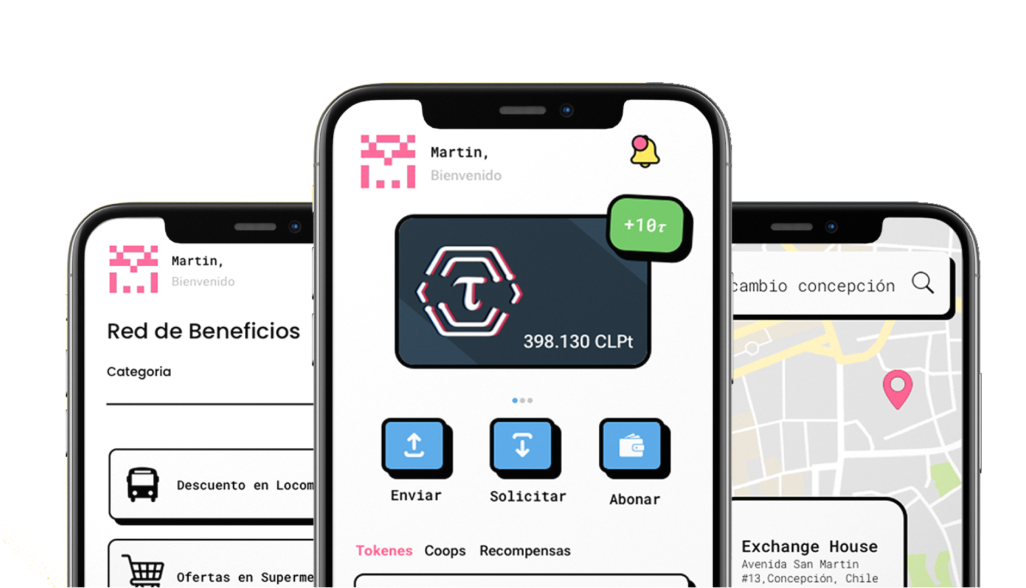 Martin,
Bienvenido
Red de Beneficios
Categoria
Descuento en Locom
Ofertas en Superme
Martin,
Bienvenido
+10τ
τ
398.130 CLPt
Enviar
Solicitar
Abonar
Tokenes Coops Recompensas
cambio concepción
Exchange House
Avenida San Martin
#13,Concepción, Chile